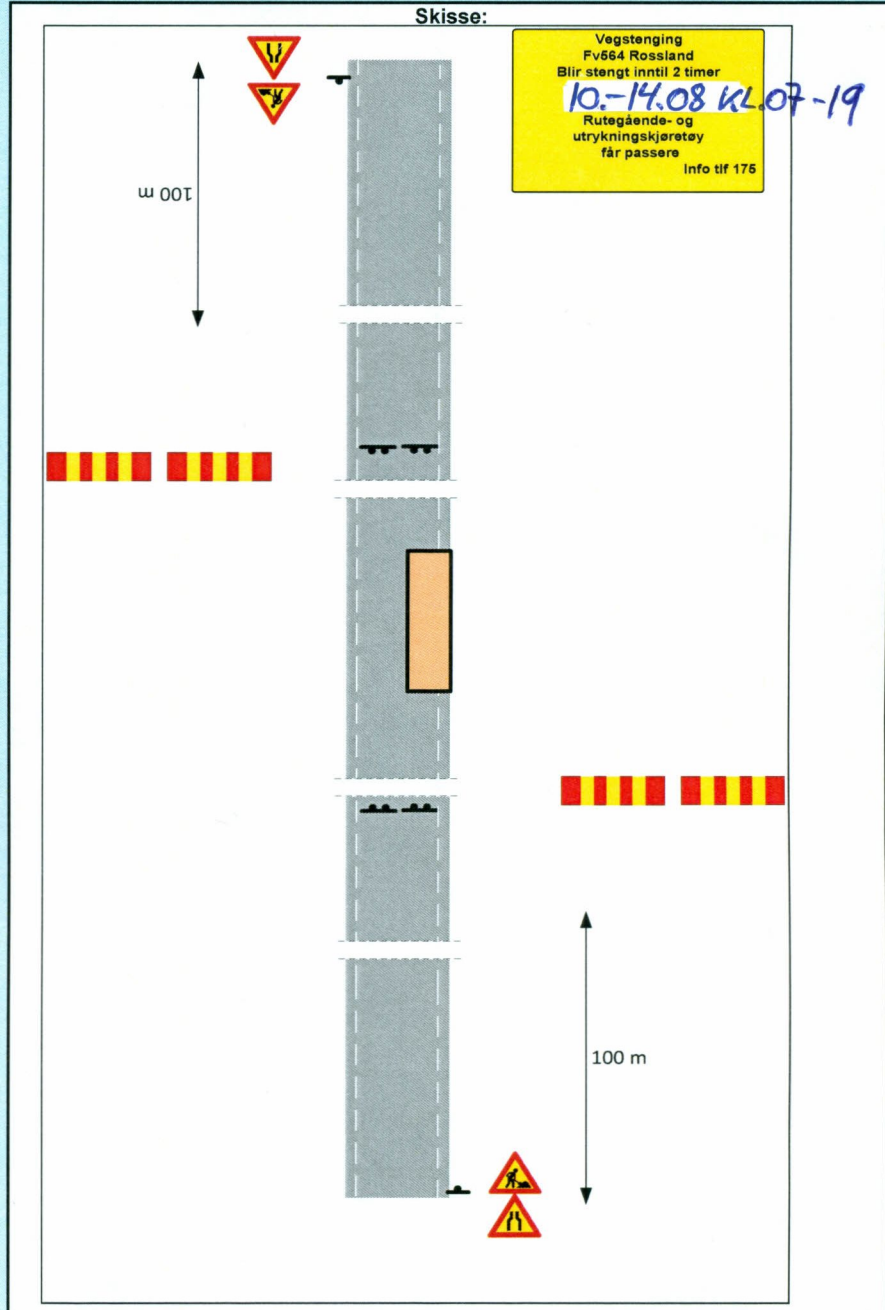 Skisse:
Vegstenging
Fv564 Rossland
Blir stengt inntil 2 timer
10.-14.08 KL.07-19
Rutegående- og
utrykningskjøretøy
får passere
Info tlf 175
100 m
100 m